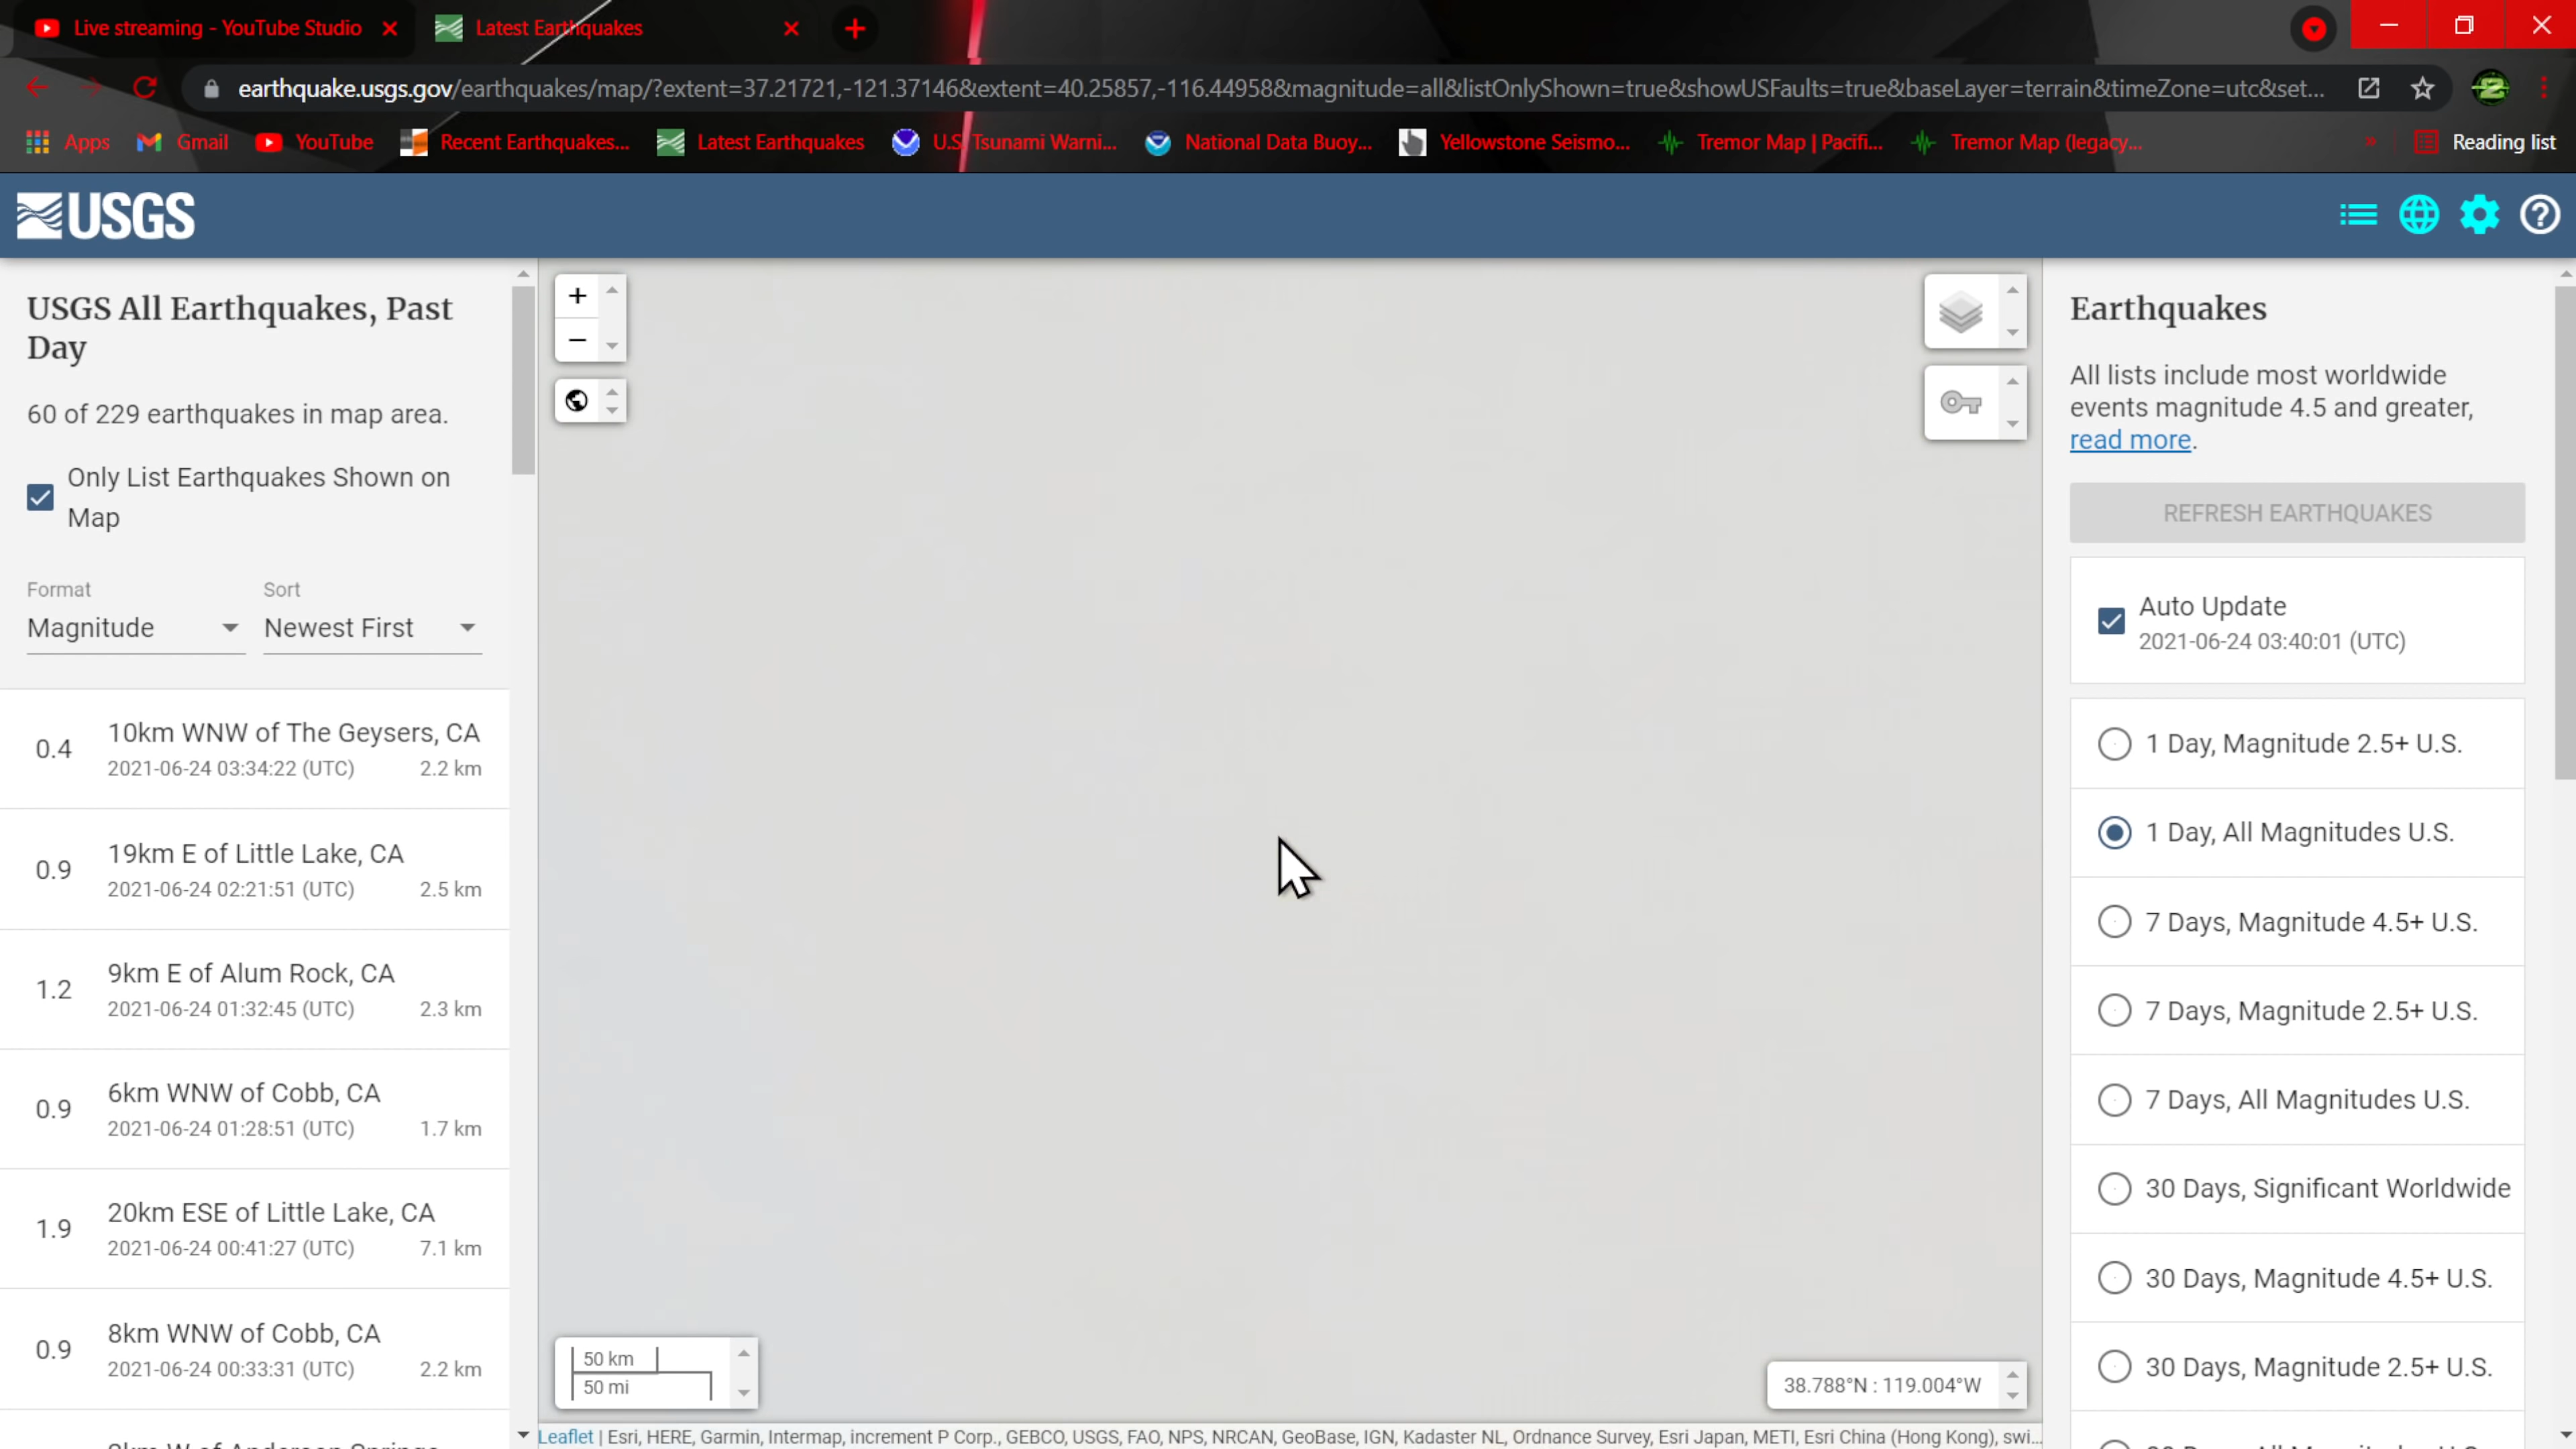 Live streaming - YouTube Studio
Latest Earthquakes
earthquake.usgs.gov/earthquakes/map/?extent=37.21721,-121.37146&extent=40.25857,-116.44958&magnitude=all&listOnlyShown=true&showUSFaults=true&baseLayer=terrain&timeZone=utc&set...
Apps
Gmail
YouTube
Recent Earthquakes...
Latest Earthquakes
U.S. Tsunami Warni...
National Data Buoy...
Yellowstone Seismo...
Tremor Map | Pacifi...
Tremor Map (legacy...
Reading list
USGS
USGS All Earthquakes, Past
Day
60 of 229 earthquakes in map area.
Only List Earthquakes Shown on
Map
Format
Sort
Magnitude
Newest First
0.4
10km WNW of The Geysers, CA
2021-06-24 03:34:22 (UTC) 2.2 km
0.9
19km E of Little Lake, CA
2021-06-24 02:21:51 (UTC) 2.5 km
1.2
9km E of Alum Rock, CA
2021-06-24 01:32:45 (UTC) 2.3 km
0.9
6km WNW of Cobb, CA
2021-06-24 01:28:51 (UTC) 1.7 km
1.9
20km ESE of Little Lake, CA
2021-06-24 00:41:27 (UTC) 7.1 km
0.9
8km WNW of Cobb, CA
2021-06-24 00:33:31 (UTC) 2.2 km
+
−
50 km
50 mi
38.788°N : 119.004°W
Leaflet | Esri, HERE, Garmin, Intermap, increment P Corp., GEBCO, USGS, FAO, NPS, NRCAN, GeoBase, IGN, Kadaster NL, Ordnance Survey, Esri Japan, METI, Esri China (Hong Kong), swi...
Earthquakes
All lists include most worldwide
events magnitude 4.5 and greater,
read more.
REFRESH EARTHQUAKES
Auto Update
2021-06-24 03:40:01 (UTC)
1 Day, Magnitude 2.5+ U.S.
1 Day, All Magnitudes U.S.
7 Days, Magnitude 4.5+ U.S.
7 Days, Magnitude 2.5+ U.S.
7 Days, All Magnitudes U.S.
30 Days, Significant Worldwide
30 Days, Magnitude 4.5+ U.S.
30 Days, Magnitude 2.5+ U.S.